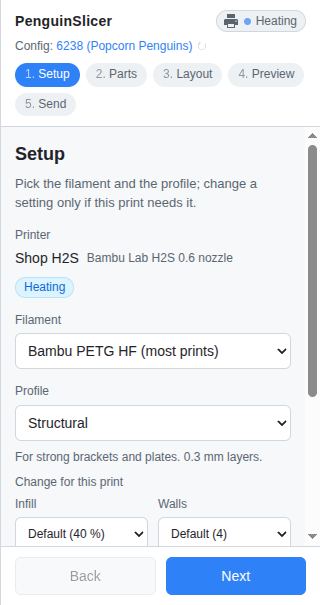 PenguinSlicer
Heating
Config: 6238 (Popcorn Penguins)
1. Setup
2. Parts
3. Layout
4. Preview
5. Send
Setup
Pick the filament and the profile; change a
setting only if this print needs it.
Printer
Shop H2S Bambu Lab H2S 0.6 nozzle
Heating
Filament
Bambu PETG HF (most prints)
Profile
Structural
For strong brackets and plates. 0.3 mm layers.
Change for this print
Infill
Walls
Default (40 %)
Default (4)
Back
Next